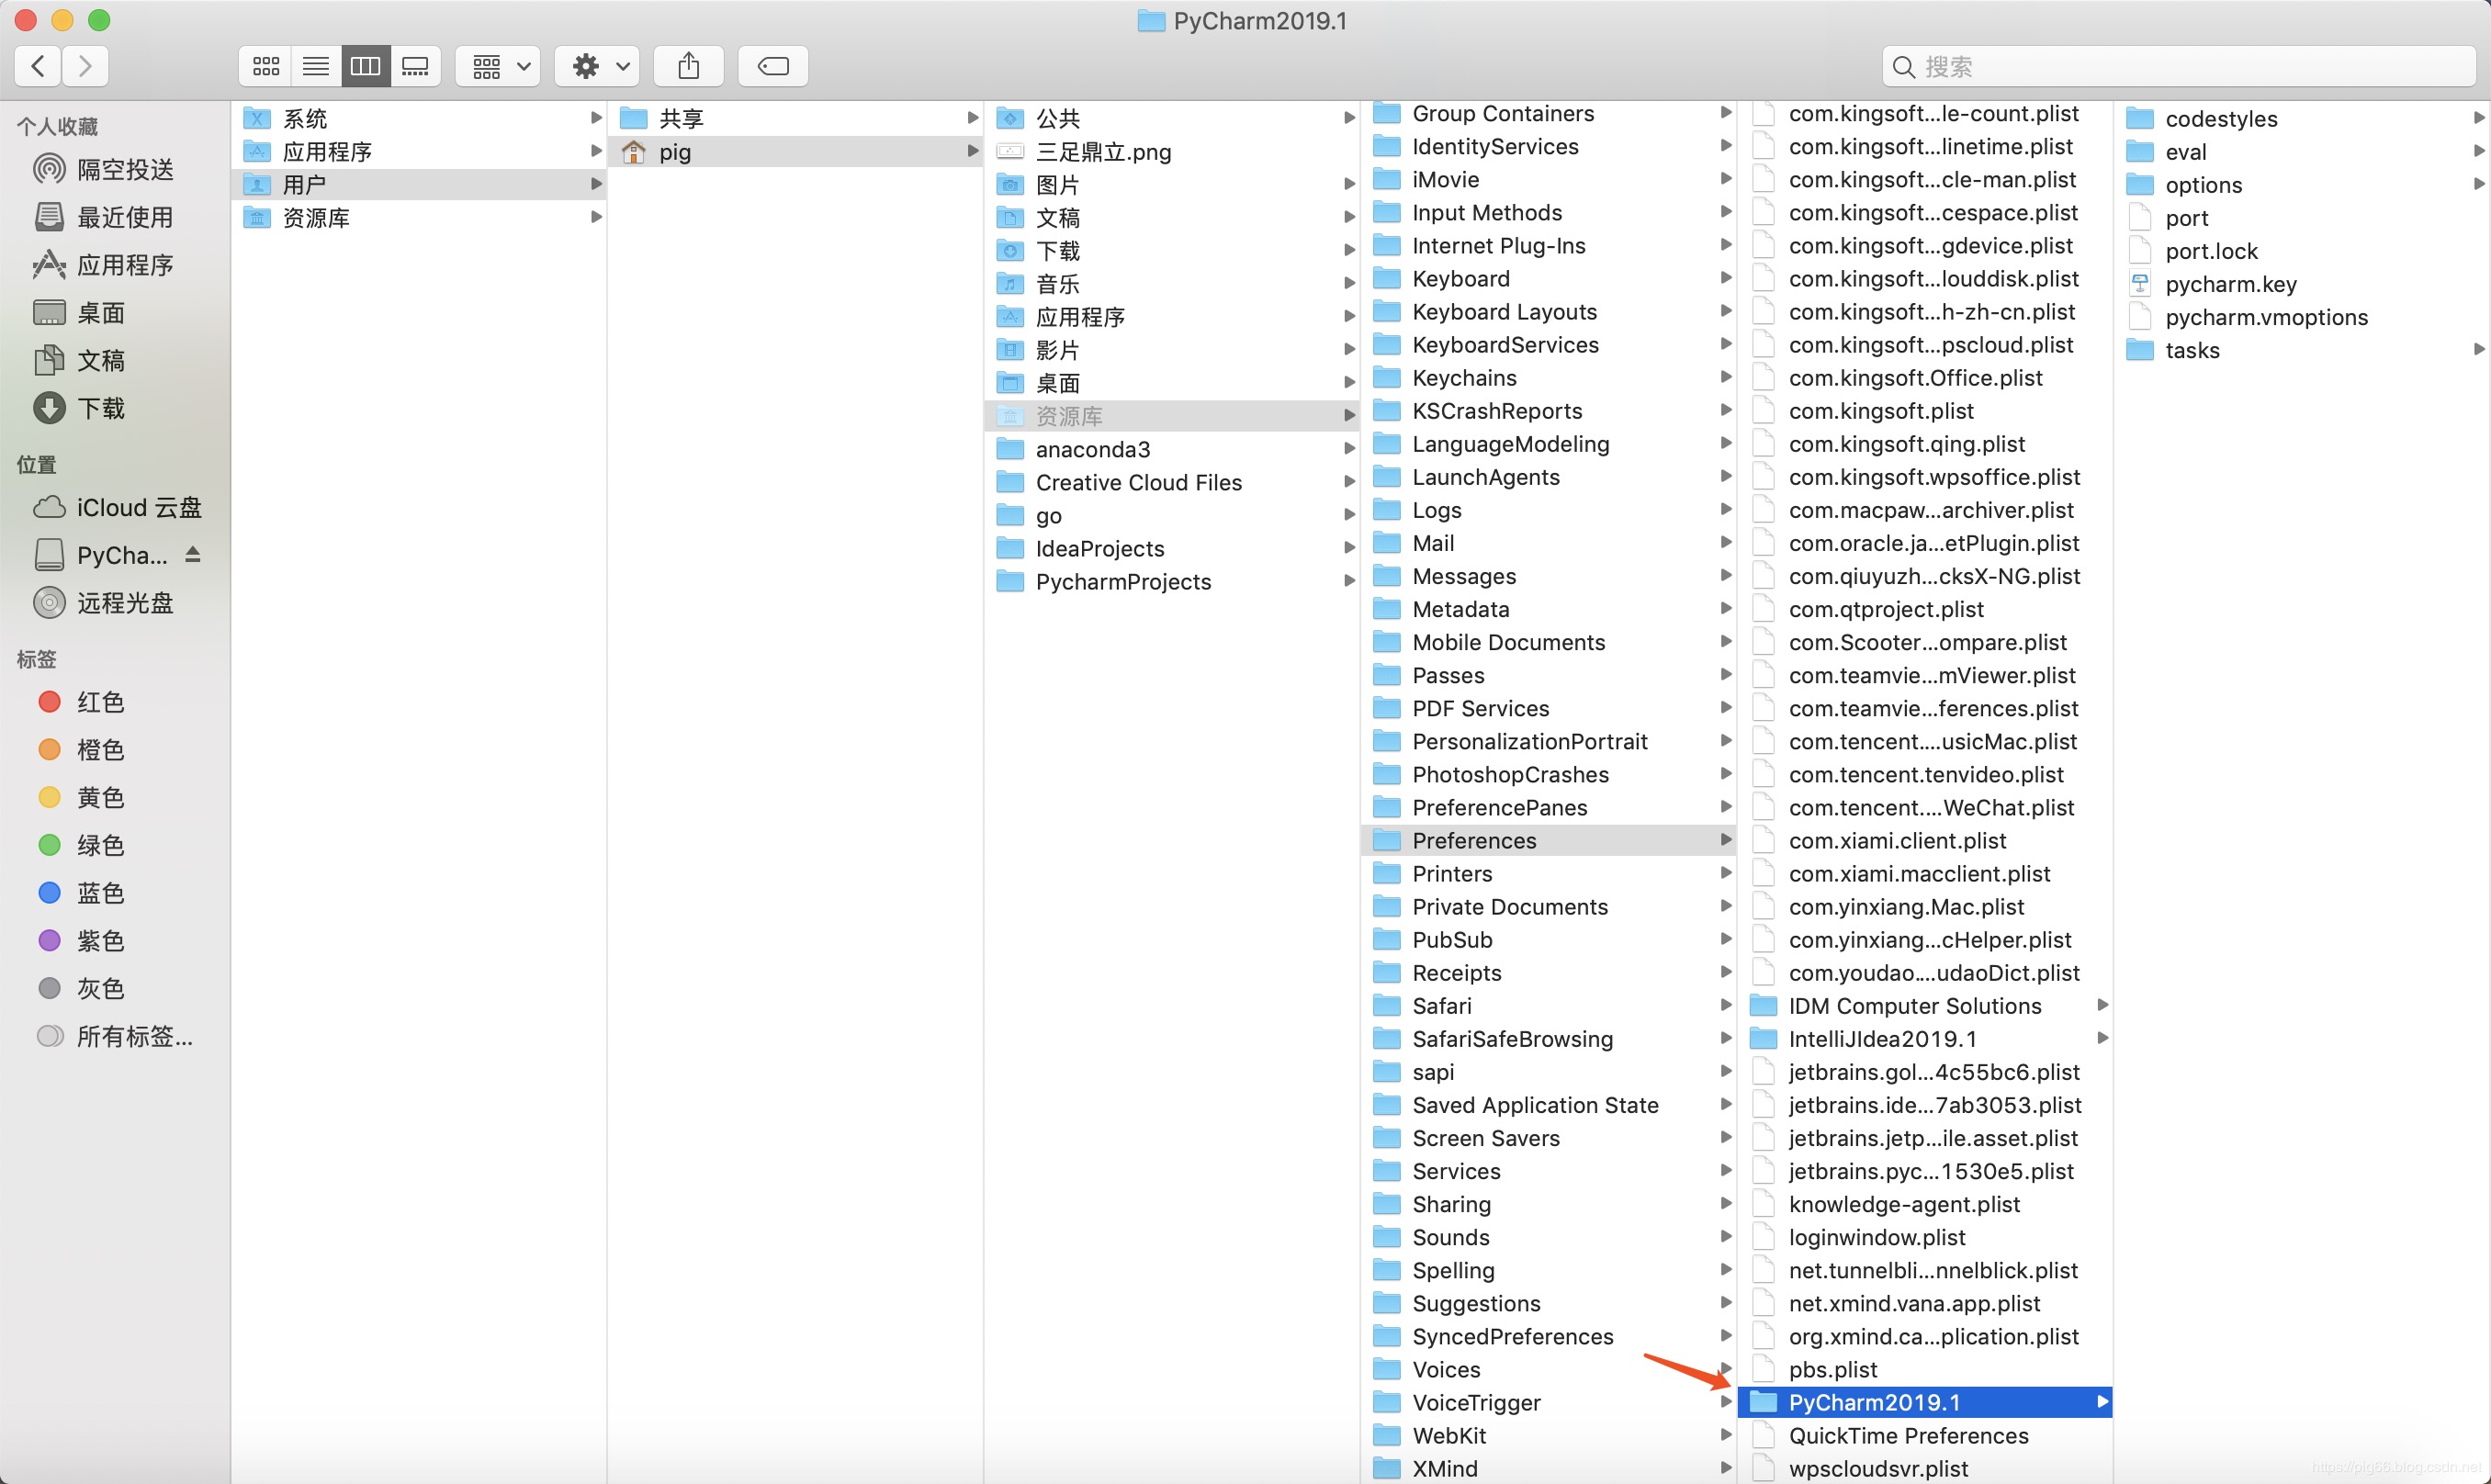 PyCharm2019.1
搜索
个人收藏
隔空投送
最近使用
应用程序
桌面
文稿
下载
位置
iCloud 云盘
PyCha...
远程光盘
标签
红色
橙色
黄色
绿色
蓝色
紫色
灰色
所有标签...
系统
应用程序
用户
资源库
共享
pig
公共
三足鼎立.png
图片
文稿
下载
音乐
应用程序
影片
桌面
资源库
anaconda3
Creative Cloud Files
go
IdeaProjects
PycharmProjects
Group Containers
IdentityServices
iMovie
Input Methods
Internet Plug-Ins
Keyboard
Keyboard Layouts
KeyboardServices
Keychains
KSCrashReports
LanguageModeling
LaunchAgents
Logs
Mail
Messages
Metadata
Mobile Documents
Passes
PDF Services
PersonalizationPortrait
PhotoshopCrashes
PreferencePanes
Preferences
Printers
Private Documents
PubSub
Receipts
Safari
SafariSafeBrowsing
sapi
Saved Application State
Screen Savers
Services
Sharing
Sounds
Spelling
Suggestions
SyncedPreferences
Voices
VoiceTrigger
WebKit
XMind
com.kingsoft...le-count.plist
com.kingsoft...linetime.plist
com.kingsoft...cle-man.plist
com.kingsoft...cespace.plist
com.kingsoft...gdevice.plist
com.kingsoft...louddisk.plist
com.kingsoft...h-zh-cn.plist
com.kingsoft...pscloud.plist
com.kingsoft.Office.plist
com.kingsoft.plist
com.kingsoft.qing.plist
com.kingsoft.wpsoffice.plist
com.macpaw...archiver.plist
com.oracle.ja...etPlugin.plist
com.qiuyuzh...cksX-NG.plist
com.qtproject.plist
com.Scooter...ompare.plist
com.teamvie...mViewer.plist
com.teamvie...ferences.plist
com.tencent....usicMac.plist
com.tencent.tenvideo.plist
com.tencent....WeChat.plist
com.xiami.client.plist
com.xiami.macclient.plist
com.yinxiang.Mac.plist
com.yinxiang...cHelper.plist
com.youdao....udaoDict.plist
IDM Computer Solutions
IntelliJIdea2019.1
jetbrains.gol...4c55bc6.plist
jetbrains.ide...7ab3053.plist
jetbrains.jetp...ile.asset.plist
jetbrains.pyc...1530e5.plist
knowledge-agent.plist
loginwindow.plist
net.tunnelbli...nnelblick.plist
net.xmind.vana.app.plist
org.xmind.ca...plication.plist
pbs.plist
PyCharm2019.1
QuickTime Preferences
wpscloudsvr.plist
codestyles
eval
options
port
port.lock
pycharm.key
pycharm.vmoptions
tasks
https://pig66.blog.csdn.net